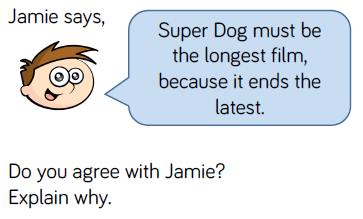 Jamie says,
Super Dog must be
the longest film,
because it ends the
latest.
Do you agree with Jamie?
Explain why.